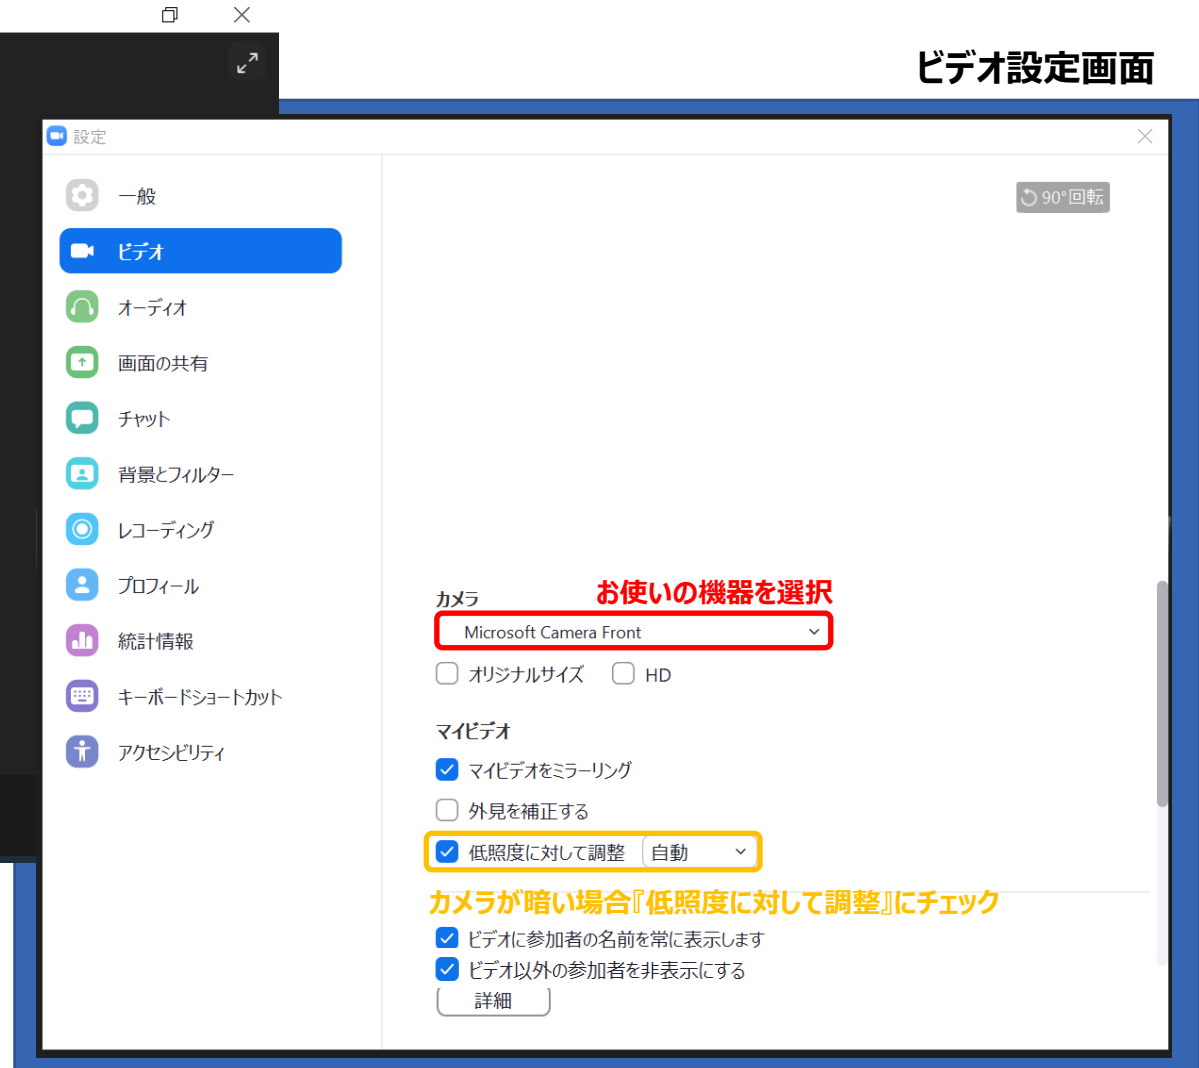 ビデオ設定画面
設定
一般
90°回転
ビデオ
オーディオ
画面の共有
チャット
背景とフィルター
レコーディング
プロフィール
統計情報
キーボードショートカット
アクセシビリティ
カメラ
お使いの機器を選択
Microsoft Camera Front
オリジナルサイズ HD
マイビデオ
マイビデオをミラーリング
外見を補正する
低照度に対して調整 自動
カメラが暗い場合『低照度に対して調整』にチェック
ビデオに参加者の名前を常に表示します
ビデオ以外の参加者を非表示にする
詳細